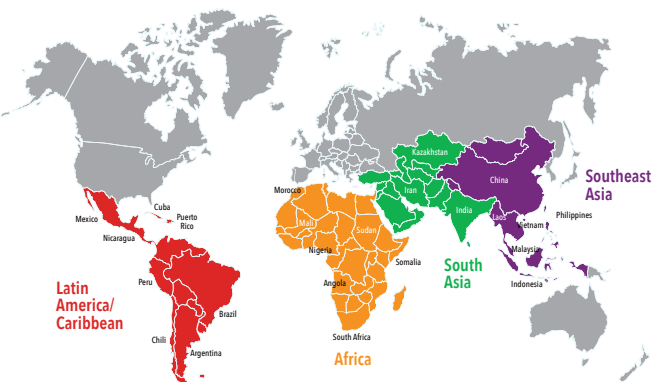 Kazakhstan
China
Southeast
Asia
Iran
India
Laos
Vietnam
Philippines
Malaysia
Indonesia
South
Asia
Morocco
Mali
Sudan
Nigeria
Somalia
Angola
South Africa
Africa
Cuba
Puerto
Rico
Mexico
Nicaragua
Latin
America/
Caribbean
Peru
Brazil
Chili
Argentina